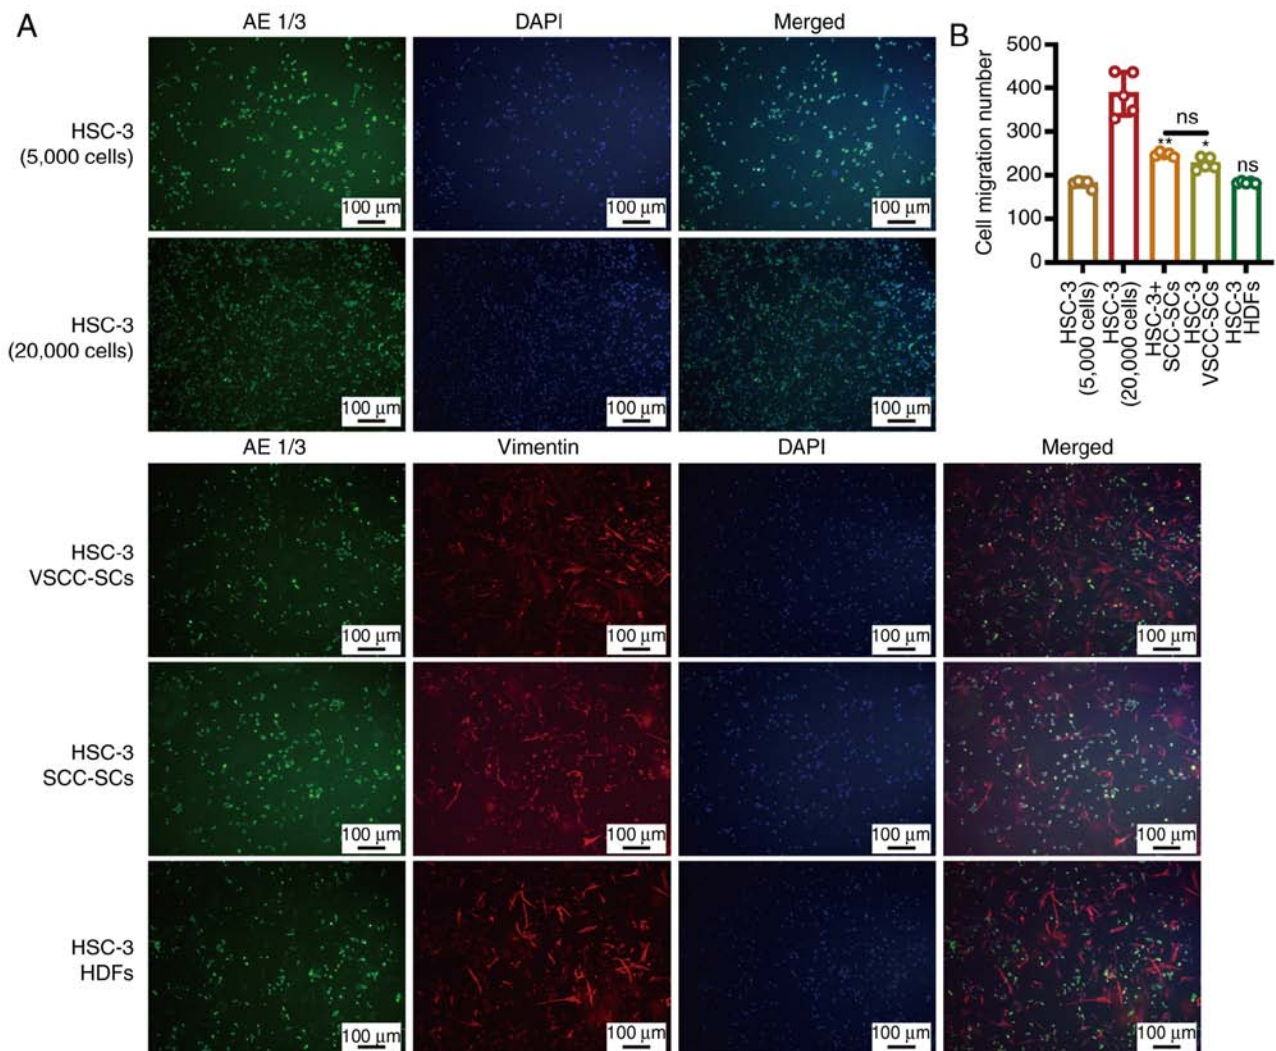 A
AE 1/3
DAPI
Merged
HSC-3
(5,000 cells)
100 μm
100 μm
100 μm
HSC-3
(20,000 cells)
100 μm
100 μm
100 μm
B
Cell migration number
500
400
300
200
100
0
ns
**
*
ns
HSC-3
(5,000 cells)
HSC-3
(20,000 cells)
HSC-3+
SCC-SCs
HSC-3
VSCC-SCs
HSC-3
HDFs
AE 1/3
Vimentin
DAPI
Merged
HSC-3
VSCC-SCs
100 μm
100 μm
100 μm
100 μm
HSC-3
SCC-SCs
100 μm
100 μm
100 μm
100 μm
HSC-3
HDFs
100 μm
100 μm
100 μm
100 μm